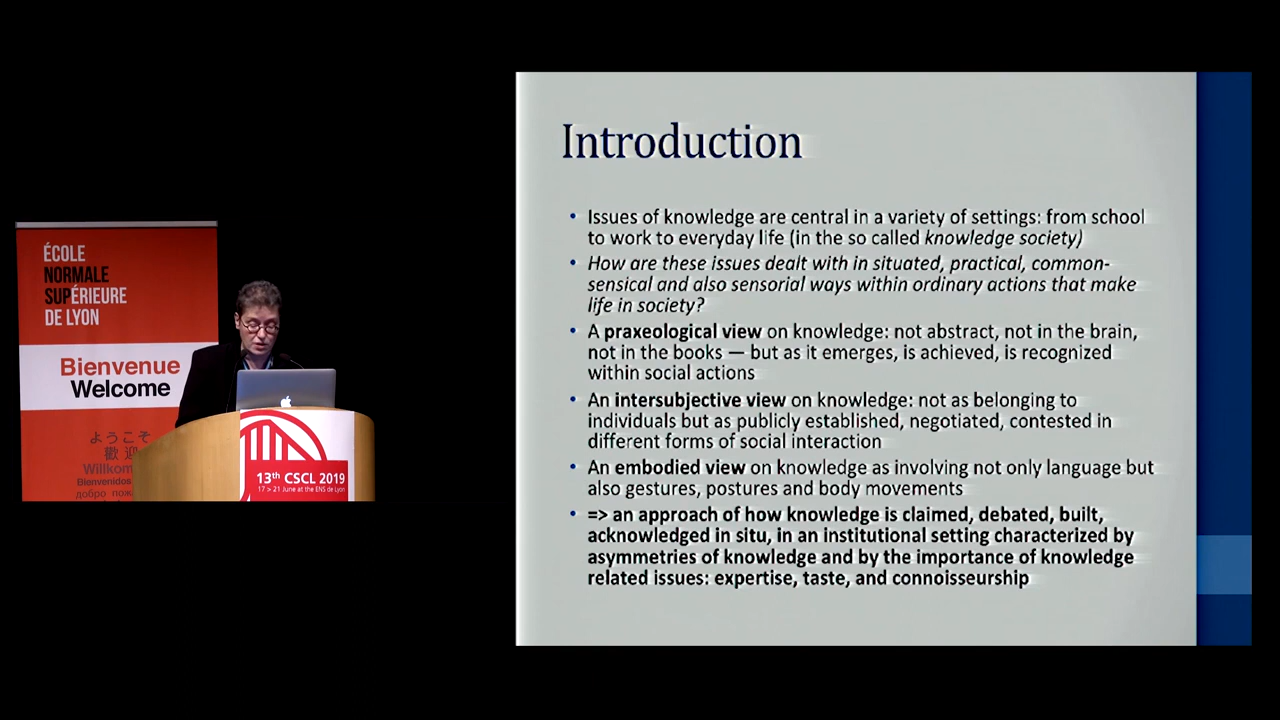 ÉCOLE
NORMALE
SUPÉRIEURE
DE LYON
Bienvenue
Welcome
ようこそ
歡迎
Willkom
Bienvenidos
добро пож
13th CSCL 2019
17 > 21 June at the ENS de Lyon
Introduction
• Issues of knowledge are central in a variety of settings: from school
to work to everyday life (in the so called knowledge society)
• How are these issues dealt with in situated, practical, common-
sensical and also sensorial ways within ordinary actions that make
life in society?
• A praxeological view on knowledge: not abstract, not in the brain,
not in the books — but as it emerges, is achieved, is recognized
within social actions
• An intersubjective view on knowledge: not as belonging to
individuals but as publicly established, negotiated, contested in
different forms of social interaction
• An embodied view on knowledge as involving not only language but
also gestures, postures and body movements
• => an approach of how knowledge is claimed, debated, built,
acknowledged in situ, in an institutional setting characterized by
asymmetries of knowledge and by the importance of knowledge
related issues: expertise, taste, and connoisseurship